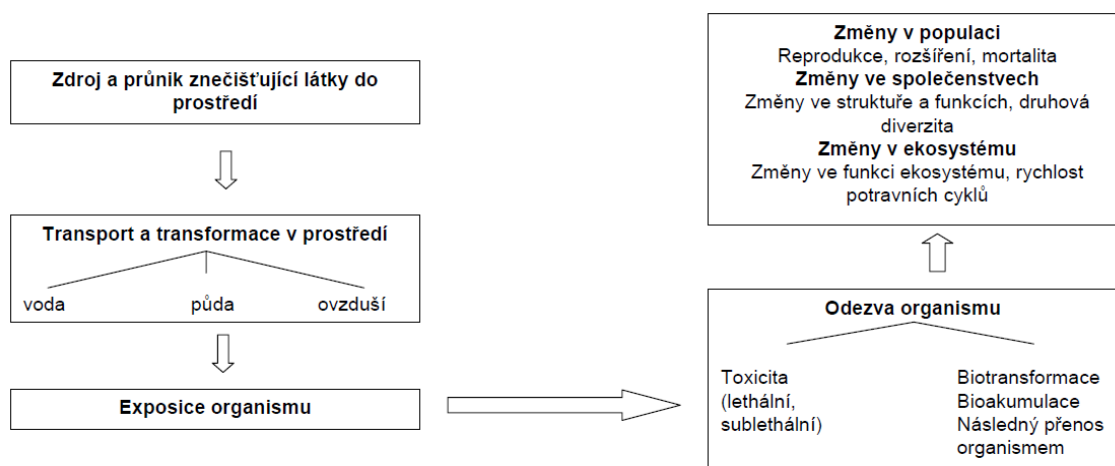 Zdroj a průnik znečišťující látky do
prostředí
Transport a transformace v prostředí
voda půda ovzduší
Exposice organismu
Odezva organismu
Toxicita
(lethální,
sublethální)
Biotransformace
Bioakumulace
Následný přenos
organismem
Změny v populaci
Reprodukce, rozšíření, mortalita
Změny ve společenstvech
Změny ve struktuře a funkcích, druhová
diverzita
Změny v ekosystému
Změny ve funkci ekosystému, rychlost
potravních cyklů